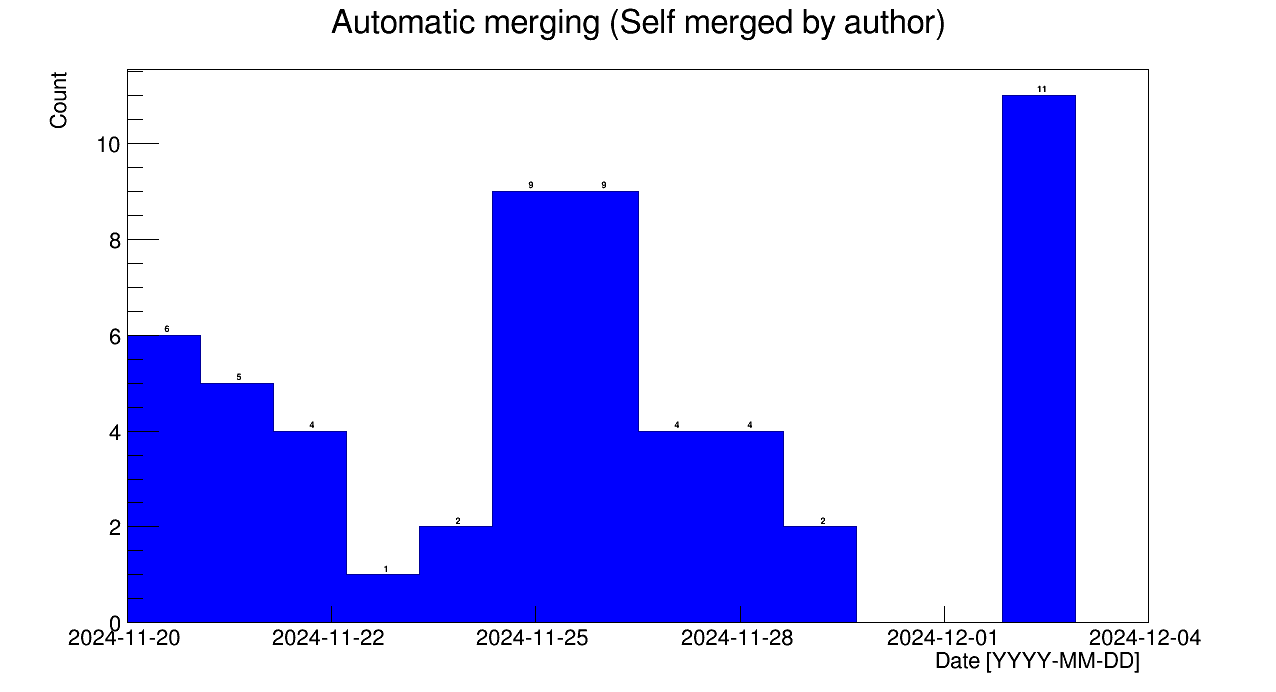 Automatic merging (Self merged by author)
Count
11
10
9 9
8
6
6
5
4 4 4
4
2 2
2
1
0
2024-11-20 2024-11-22 2024-11-25 2024-11-28 2024-12-01 2024-12-04
Date [YYYY-MM-DD]